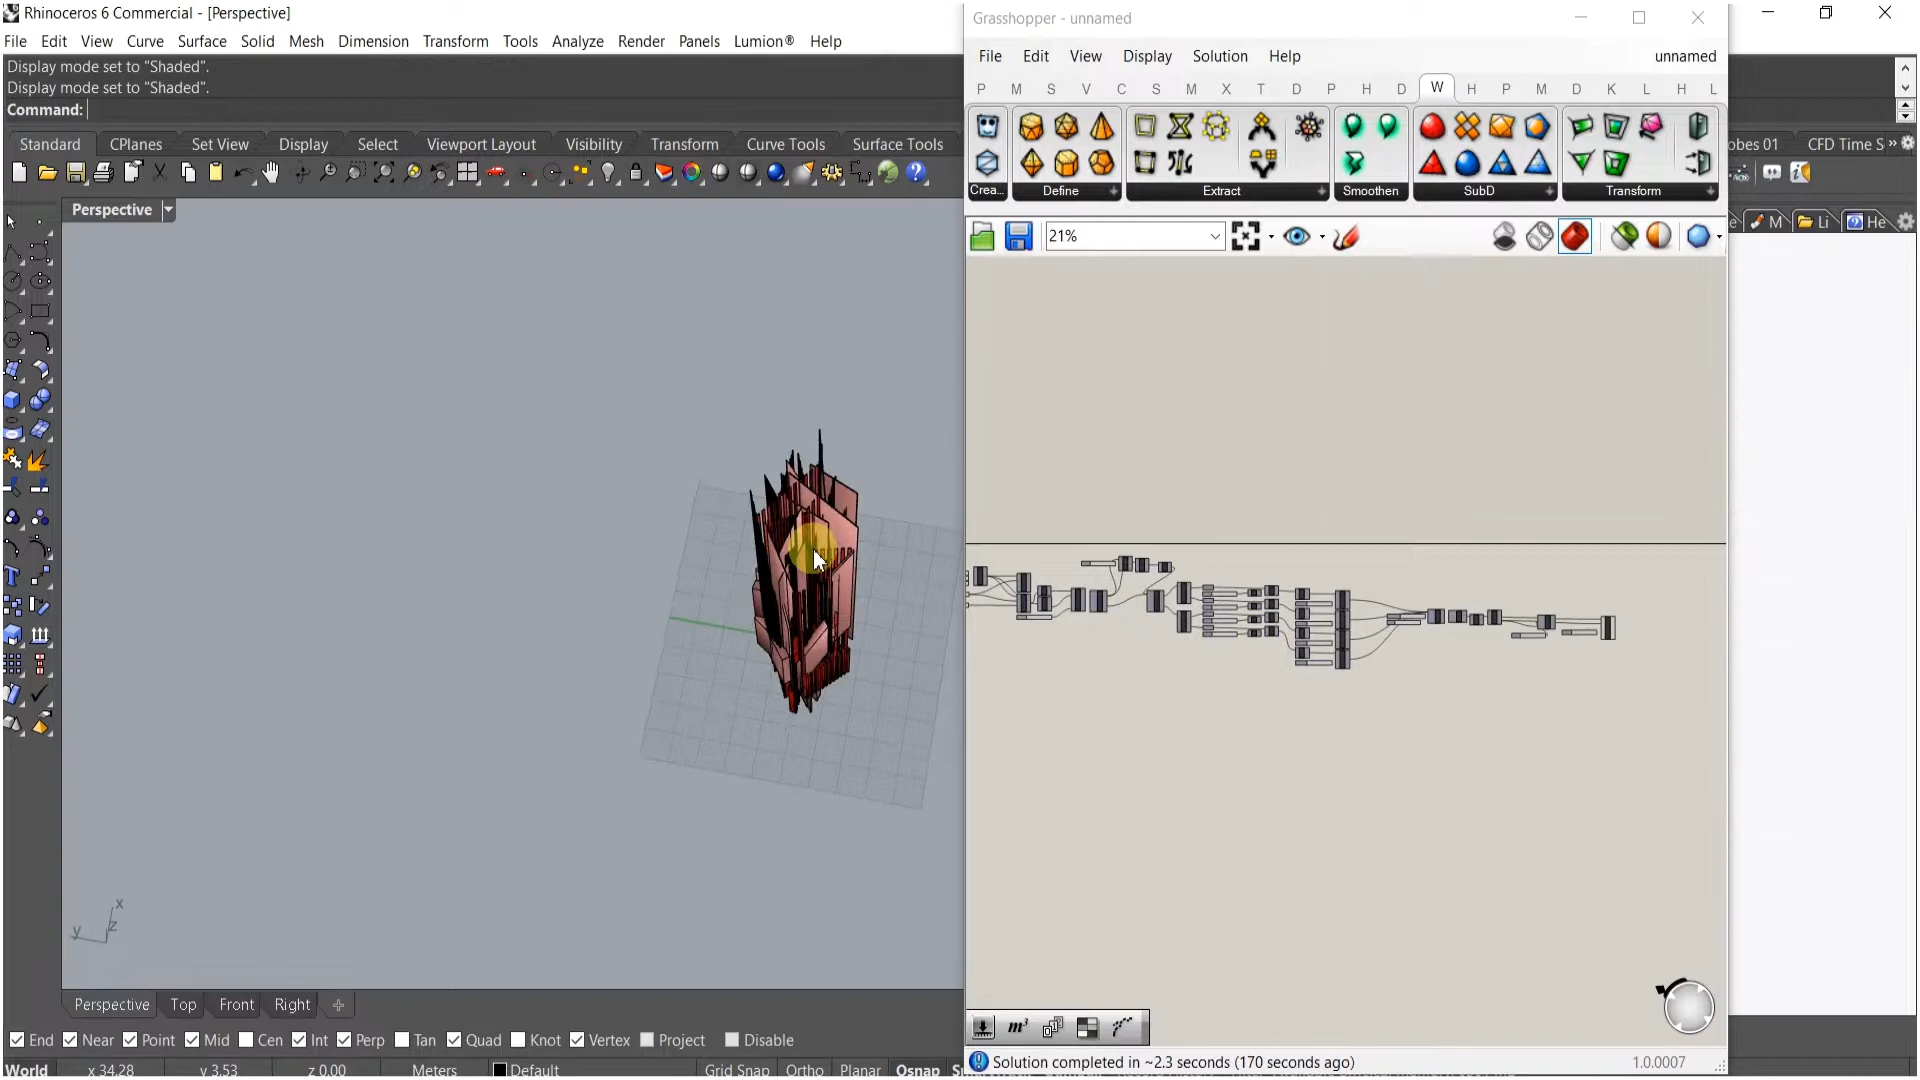 Rhinoceros 6 Commercial - [Perspective]
File Edit View Curve Surface Solid Mesh Dimension Transform Tools Analyze Render Panels Lumion® Help
Display mode set to "Shaded".
Display mode set to "Shaded".
Command:
Standard CPlanes Set View Display Select Viewport Layout Visibility Transform Curve Tools Surface Tools
Perspective
x
y z
Perspective Top Front Right
End Near Point Mid Cen Int Perp Tan Quad Knot Vertex Project Disable
World x 34.28 y 3.53 z 0.00 Meters Default Grid Snap Ortho Planar Osnap
Grasshopper - unnamed
File Edit View Display Solution Help unnamed
P M S V C S M X T D P H D W H P M D K L H L
Crea... Define Extract Smoothen SubD Transform
21%
m³
Solution completed in ~2.3 seconds (170 seconds ago) 1.0.0007
obes 01 CFD Time S
M Li He